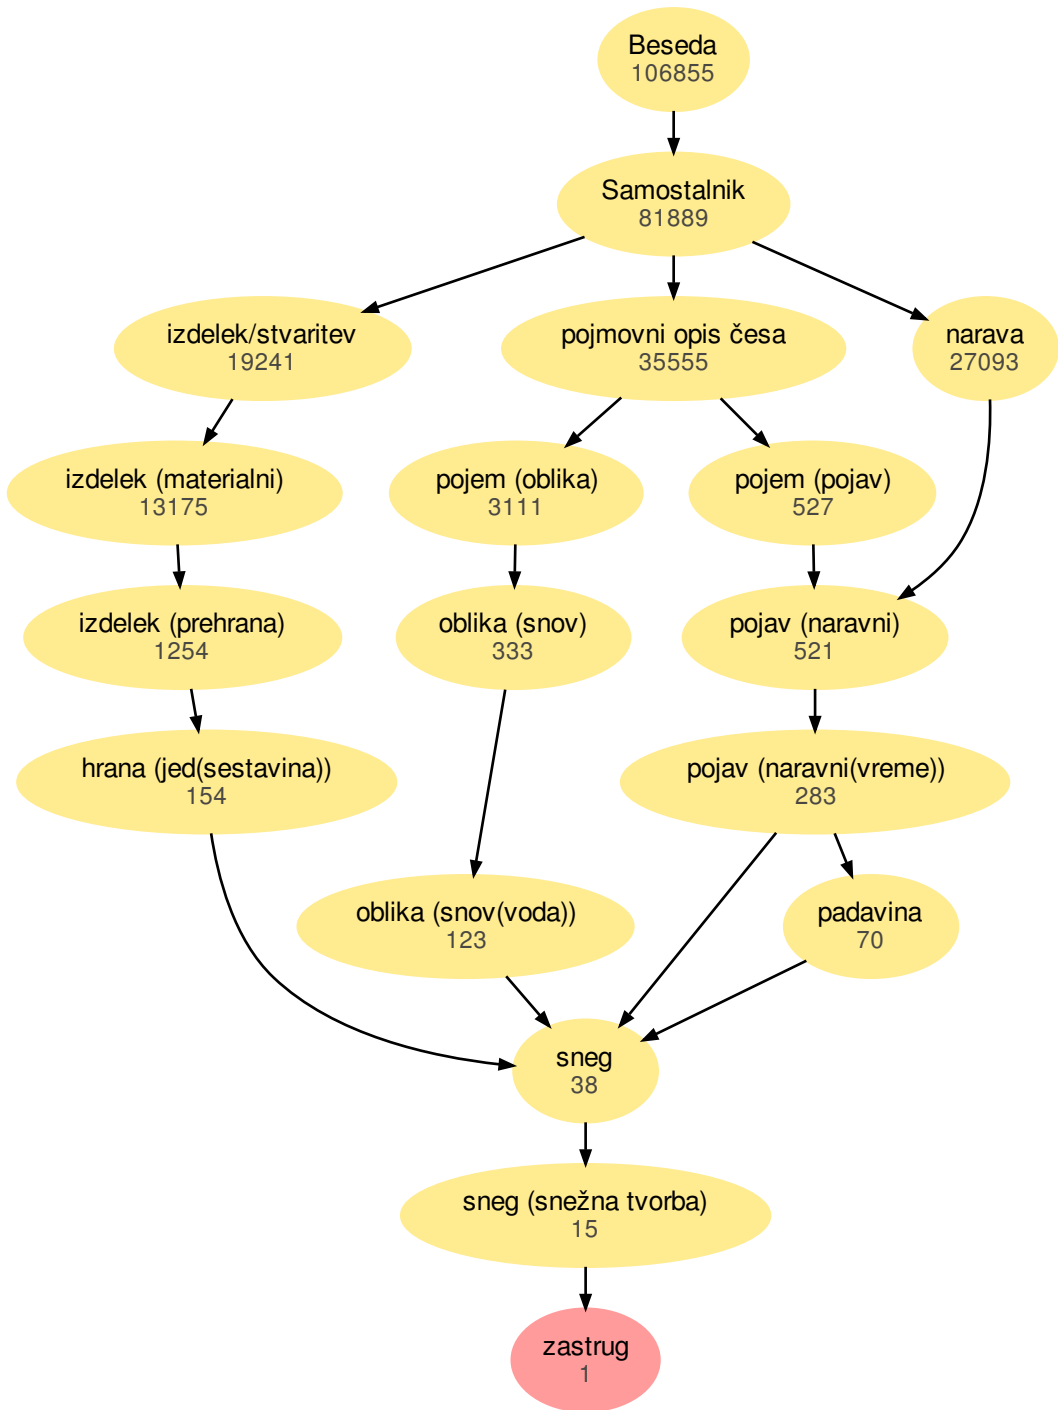 Beseda
106855
Samostalnik
81889
izdelek/stvaritev
19241
pojmovni opis česa
35555
narava
27093
izdelek (materialni)
13175
pojem (oblika)
3111
pojem (pojav)
527
izdelek (prehrana)
1254
oblika (snov)
333
pojav (naravni)
521
hrana (jed(sestavina))
154
pojav (naravni(vreme))
283
oblika (snov(voda))
123
padavina
70
sneg
38
sneg (snežna tvorba)
15
zastrug
1